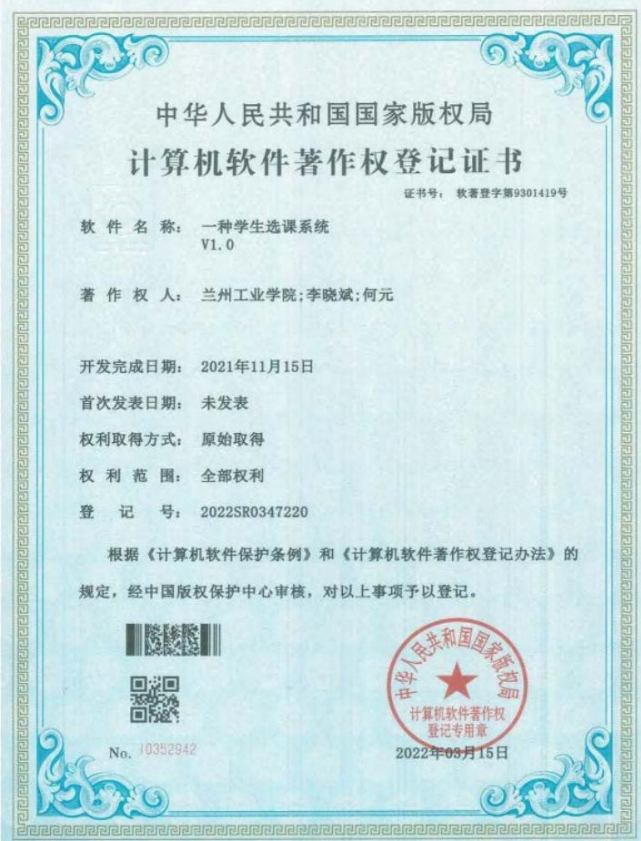 中华人民共和国国家版权局
计算机软件著作权登记证书
证书号： 软著登字第9301419号
软件名称： 一种学生选课系统
V1.0
著作权人： 兰州工业学院;李晓斌;何元
开发完成日期： 2021年11月15日
首次发表日期： 未发表
权利取得方式： 原始取得
权利范围： 全部权利
登记号： 2022SR0347220
根据《计算机软件保护条例》和《计算机软件著作权登记办法》的
规定，经中国版权保护中心审核，对以上事项予以登记。
中华人民共和国国家版权局
计算机软件著作权
登记专用章
No. 10352942
2022年03月15日